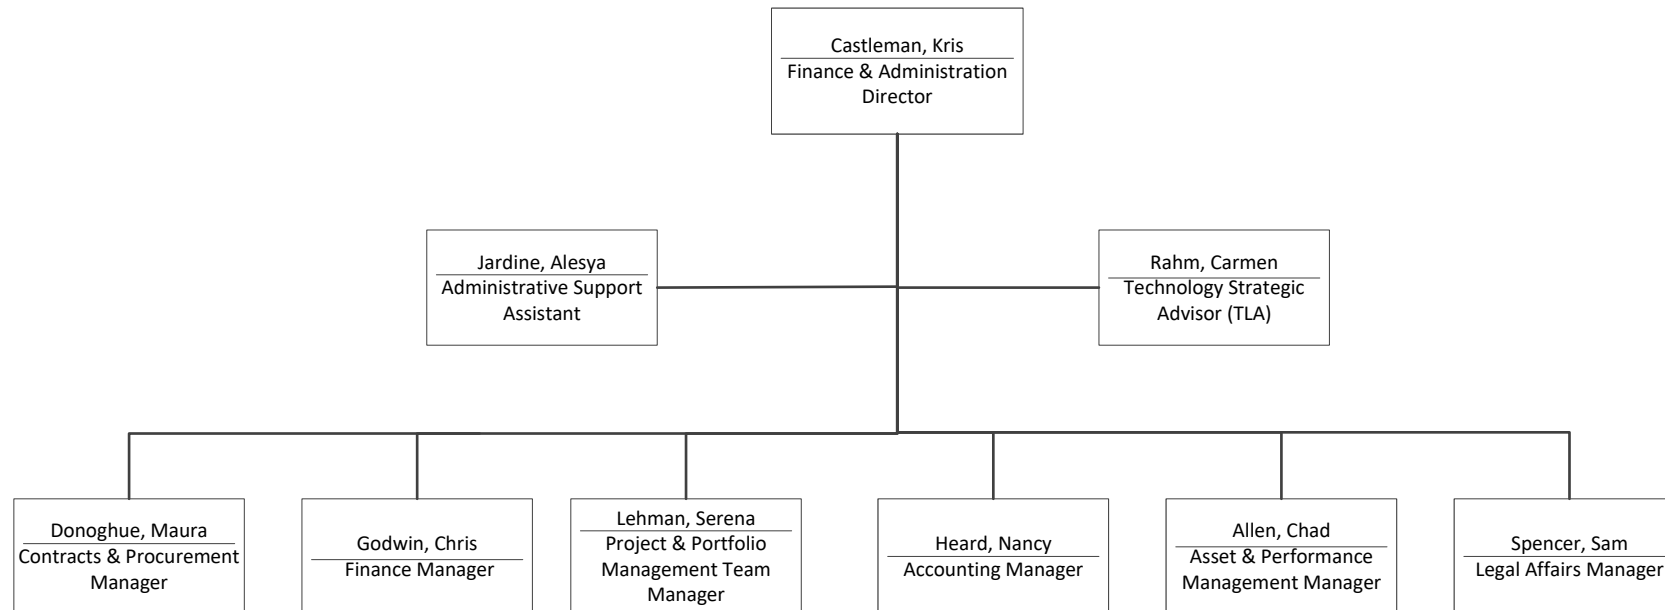 Castleman, Kris
Finance & Administration
Director
Jardine, Alesya
Administrative Support
Assistant
Rahm, Carmen
Technology Strategic
Advisor (TLA)
Donoghue, Maura
Contracts & Procurement
Manager
Godwin, Chris
Finance Manager
Lehman, Serena
Project & Portfolio
Management Team
Manager
Heard, Nancy
Accounting Manager
Allen, Chad
Asset & Performance
Management Manager
Spencer, Sam
Legal Affairs Manager